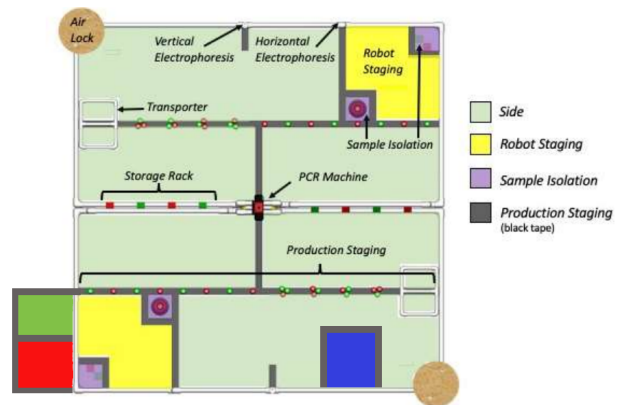 Air
Lock
Vertical
Electrophoresis
Horizontal
Electrophoresis
Robot
Staging
Transporter
Sample Isolation
Storage Rack
PCR Machine
Production Staging
Side
Robot Staging
Sample Isolation
Production Staging
(black tape)